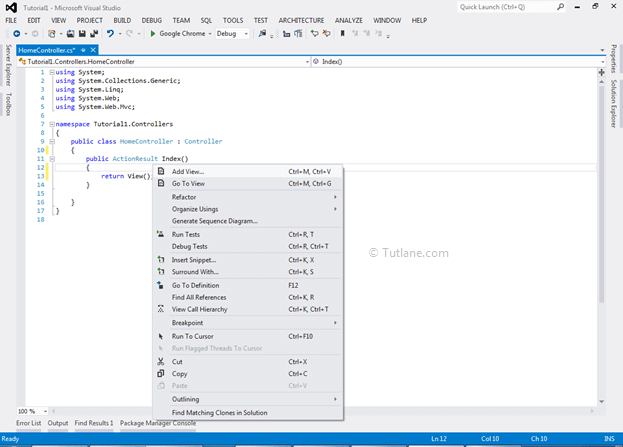 Tutorial1 - Microsoft Visual Studio
Quick Launch (Ctrl+Q)
FILE EDIT VIEW PROJECT BUILD DEBUG TEAM SQL TOOLS TEST ARCHITECTURE ANALYZE WINDOW HELP
Google Chrome Debug
Server Explorer
Toolbox
Properties
Solution Explorer
HomeController.cs*
Tutorial1.Controllers.HomeController Index()
1 using System;
2 using System.Collections.Generic;
3 using System.Linq;
4 using System.Web;
5 using System.Web.Mvc;
6
7 namespace Tutorial1.Controllers
8 {
9 public class HomeController : Controller
10 {
11 public ActionResult Index()
12 {
13 return View();
14 }
15
16 }
17 }
18
Add View... Ctrl+M, Ctrl+V
Go To View Ctrl+M, Ctrl+G
Refactor
Organize Usings
Generate Sequence Diagram...
Run Tests Ctrl+R, T
Debug Tests Ctrl+R, Ctrl+T
Insert Snippet... Ctrl+K, X
Surround With... Ctrl+K, S
Go To Definition F12
Find All References Ctrl+K, R
View Call Hierarchy Ctrl+K, Ctrl+T
Breakpoint
Run To Cursor Ctrl+F10
Run Flagged Threads To Cursor
Cut Ctrl+X
Copy Ctrl+C
Paste Ctrl+V
Outlining
Find Matching Clones in Solution
© Tutlane.com
100 %
Error List Output Find Results 1 Package Manager Console
Ready Ln 12 Col 10 Ch 10 INS